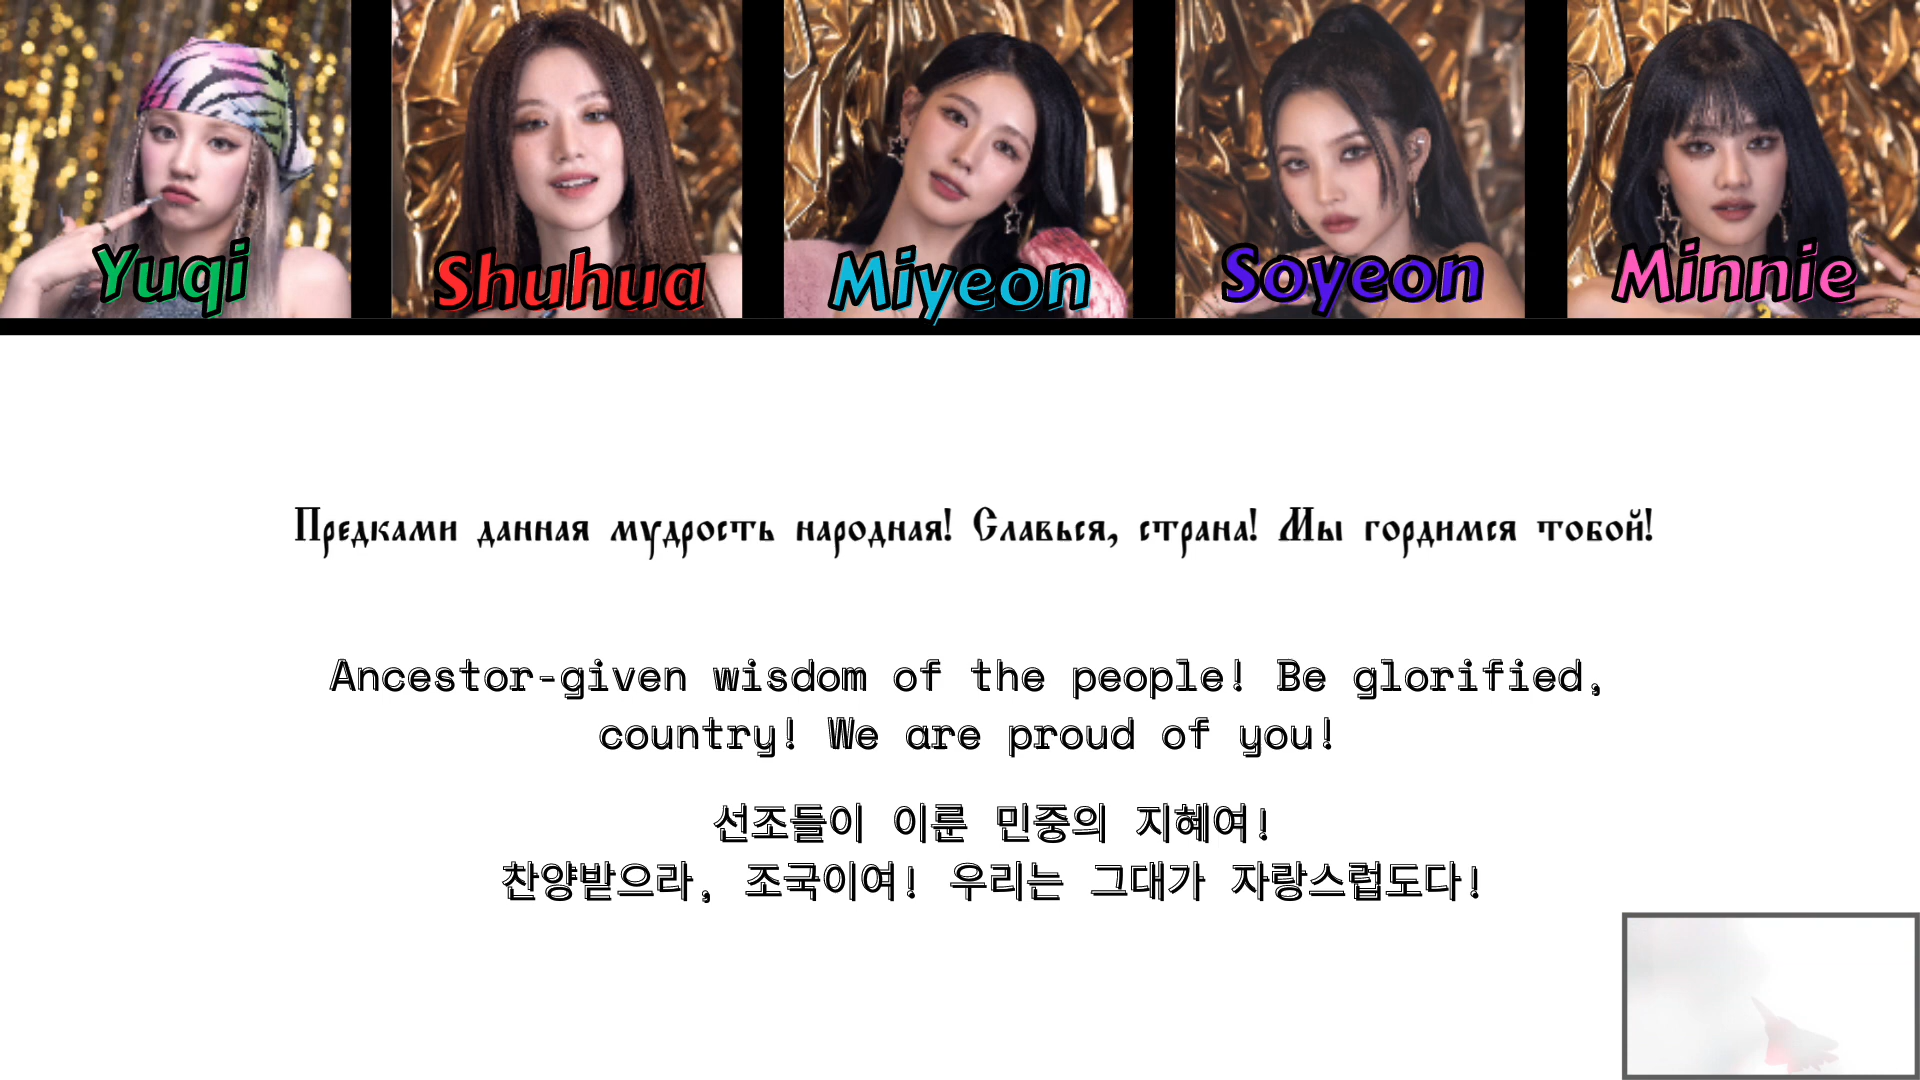 Yuqi
Shuhua
Miyeon
Soyeon
Minnie
Предками данная мудрость народная! Славься, страна! Мы гордимся тобой!
Ancestor-given wisdom of the people! Be glorified,
country! We are proud of you!
선조들이 이룬 민중의 지혜여!
찬양받으라, 조국이여! 우리는 그대가 자랑스럽도다!